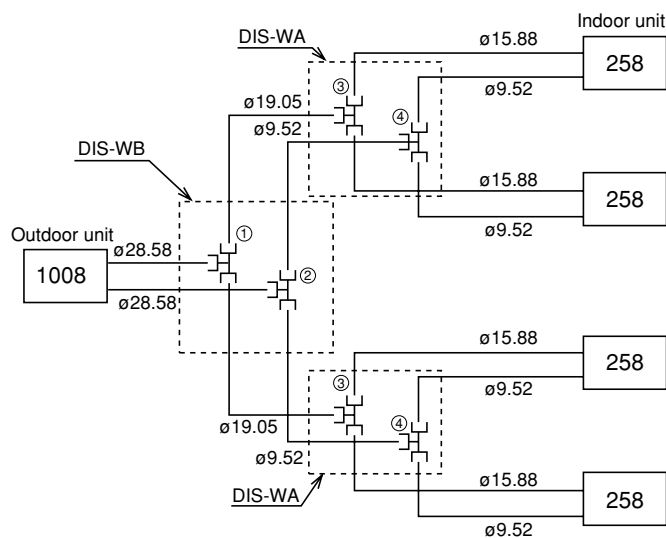 Indoor unit
DIS-WA
ø15.88
258
③
ø9.52
ø19.05
④
ø9.52
DIS-WB
ø15.88
258
ø9.52
Outdoor unit
①
ø28.58
1008
②
ø28.58
ø15.88
258
③
ø9.52
④
ø19.05
ø9.52
ø15.88
258
DIS-WA
ø9.52